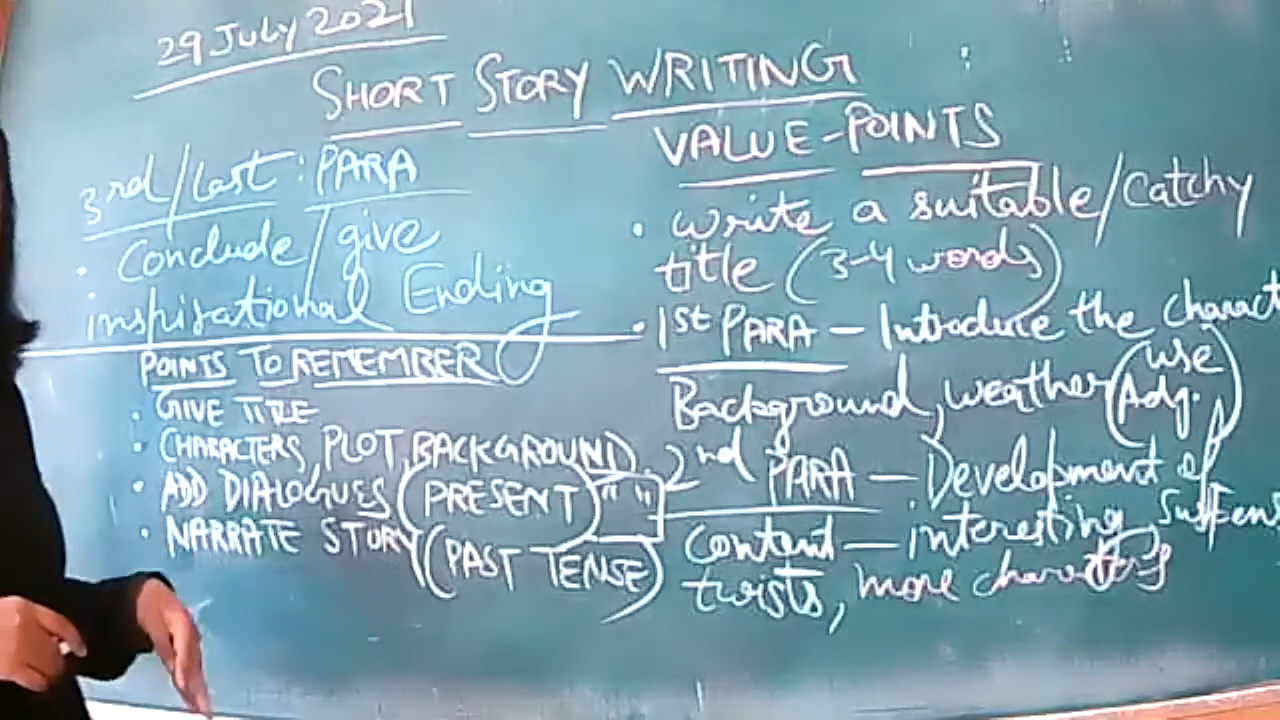 29 July 2021
SHORT STORY WRITING
VALUE-POINTS
• write a suitable/catchy
title (3-4 words)
• 1st PARA – Introduce the charact
Background, weather (use Adj.)
• 2nd PARA – Development of
content – interesting, suspens
twists, more characters
3rd/Last: PARA
• Conclude/give
inspirational Ending
POINTS TO REMEMBER
• GIVE
• CHARACTERS, PLOT, BACKGROUND
• ADD DIALOGUES (PRESENT) " "
• NARRATE STORY (PAST TENSE)